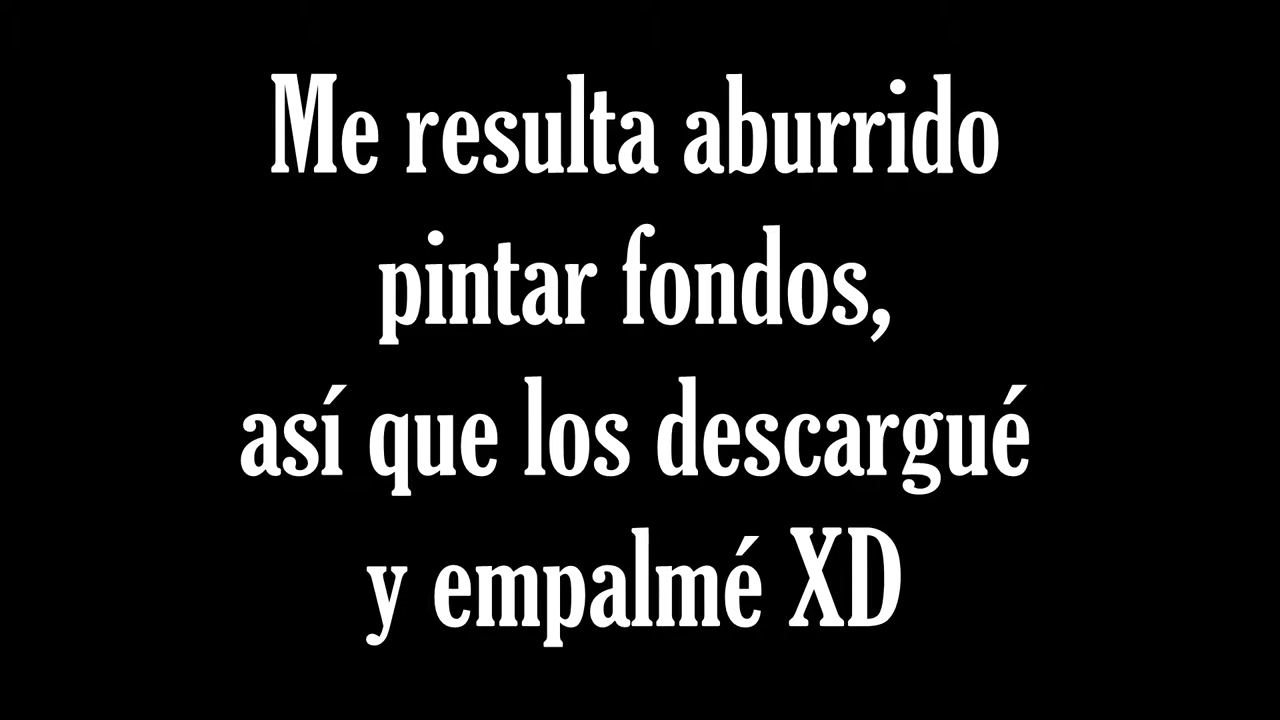 Me resulta aburrido
pintar fondos,
así que los descargué
y empalmé XD